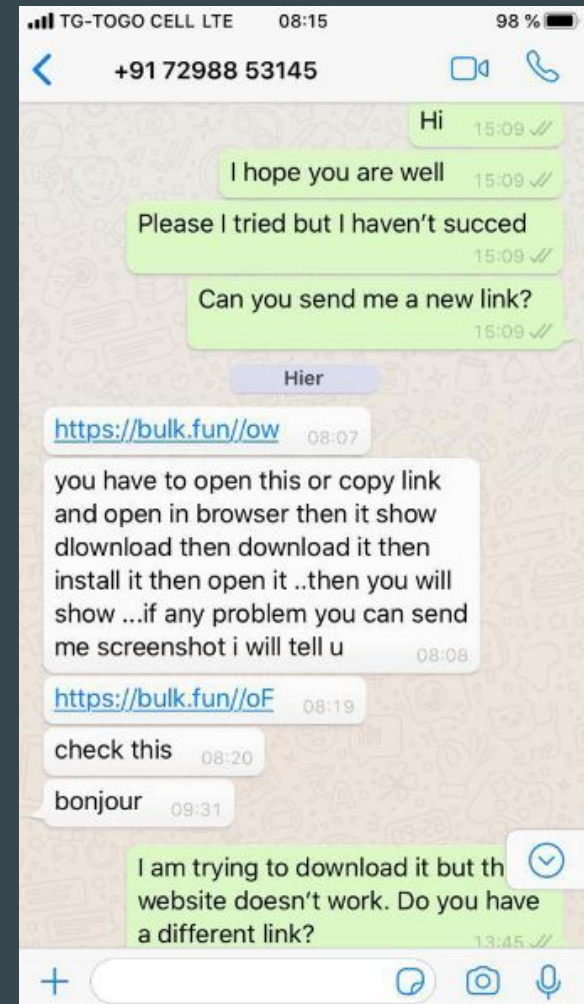 TG-TOGO CELL LTE 08:15 98 %
+91 72988 53145
Hi 15:09
I hope you are well 15:09
Please I tried but I haven't succed
15:09
Can you send me a new link?
15:09
Hier
https://bulk.fun//ow 08:07
you have to open this or copy link
and open in browser then it show
dlownload then download it then
install it then open it ..then you will
show ...if any problem you can send
me screenshot i will tell u 08:08
https://bulk.fun//oF 08:19
check this 08:20
bonjour 09:31
I am trying to download it but th
website doesn't work. Do you have
a different link? 13:45